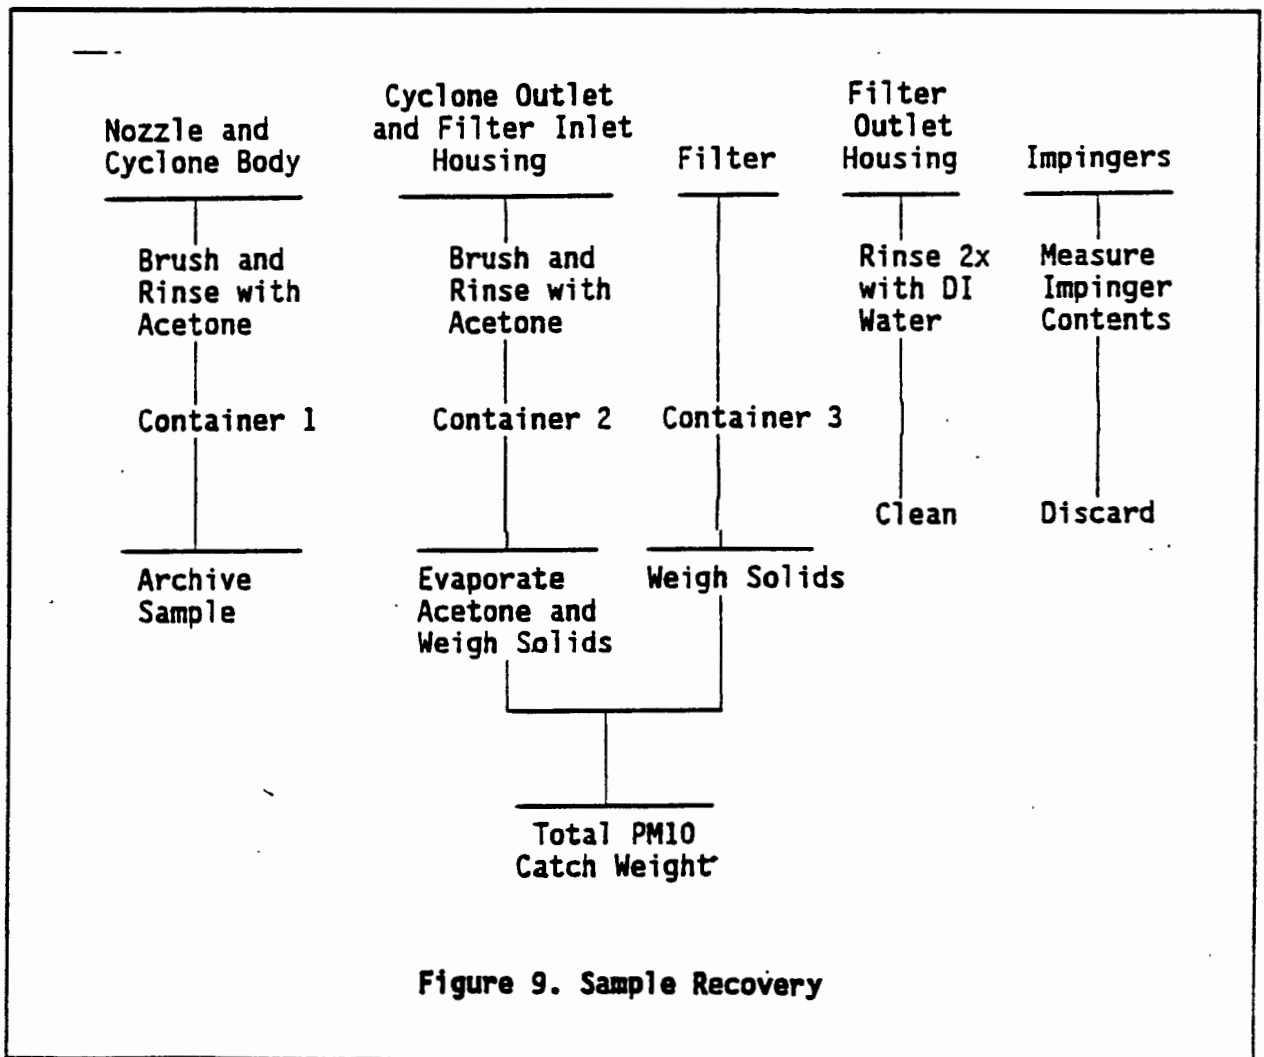 Nozzle and
Cyclone Body
Cyclone Outlet
and Filter Inlet
Housing
Filter
Filter
Outlet
Housing
Impingers
Brush and
Rinse with
Acetone
Brush and
Rinse with
Acetone
Rinse 2x
with DI
Water
Measure
Impinger
Contents
Container 1
Container 2
Container 3
Clean
Discard
Archive
Sample
Evaporate
Acetone and
Weigh Solids
Weigh Solids
Total PM10
Catch Weight
Figure 9. Sample Recovery